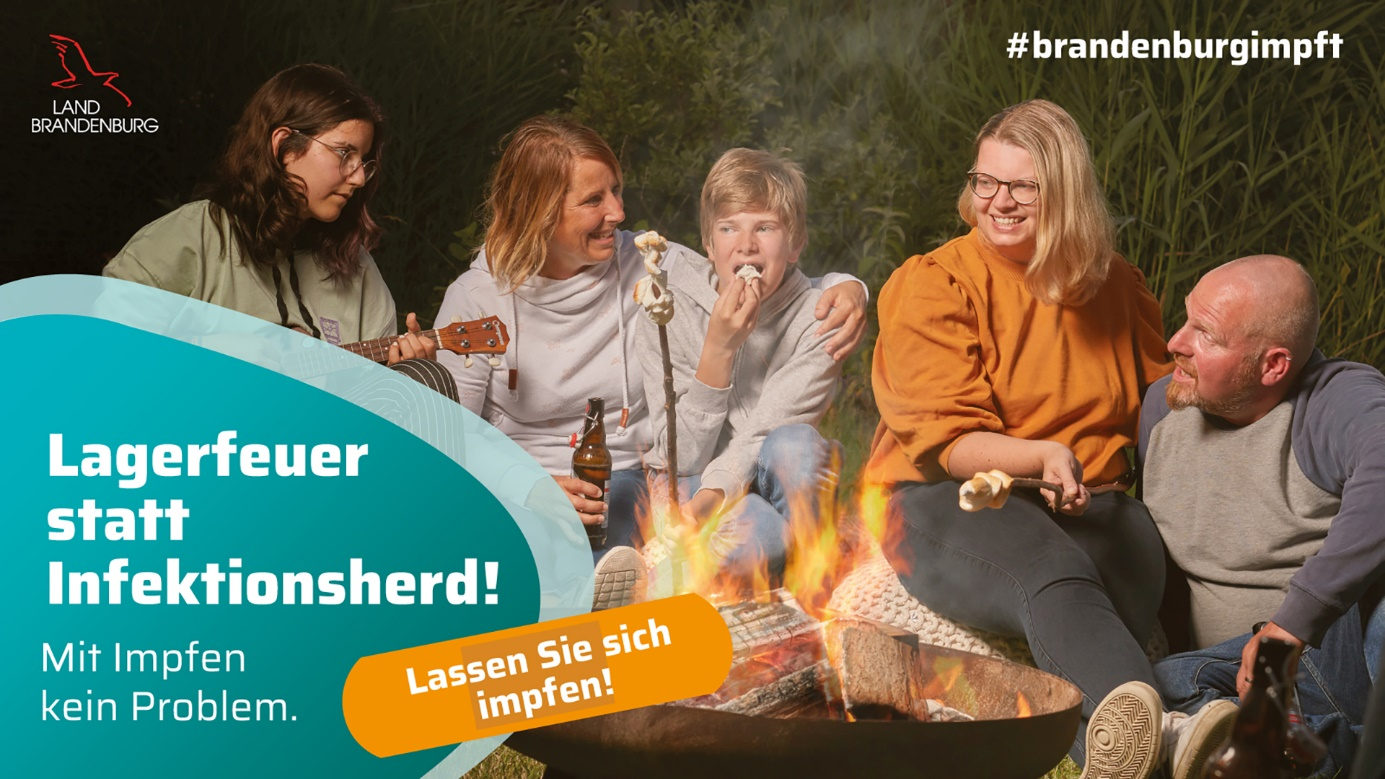 #brandenburgimpft
LAND
BRANDENBURG
Lagerfeuer
statt
Infektionsherd!
Mit Impfen
kein Problem.
Lassen Sie sich
impfen!